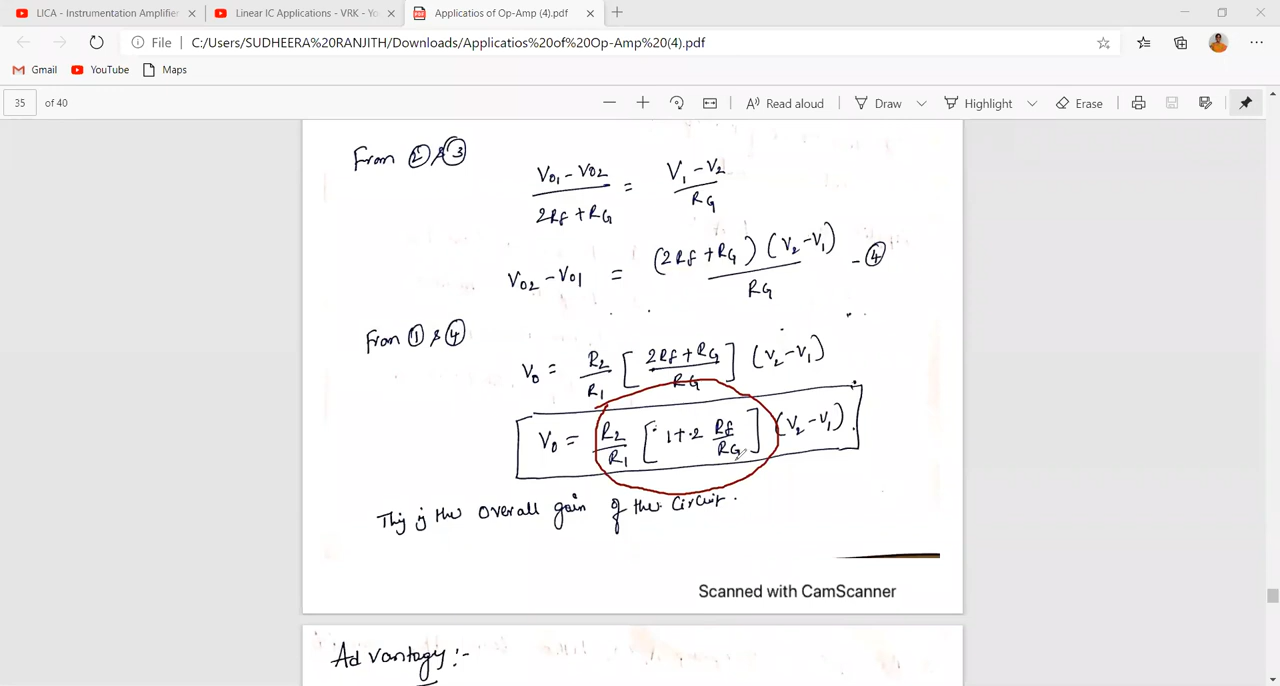 LICA - Instrumentation Amplifier
Linear IC Applications - VRK - Yo
Applicatios of Op-Amp (4).pdf
File
C:/Users/SUDHEERA%20RANJITH/Downloads/Applicatios%20of%20Op-Amp%20(4).pdf
Gmail YouTube Maps
35 of 40
Read aloud Draw Highlight Erase
From ② & ③
(V01 - V02) / (2Rf + RG) = (V1 - V2) / RG
V02 - V01 = (2Rf + RG) (V2 - V1) / RG - ④
From ① & ④
V0 = R2/R1 [ (2Rf + RG) / RG ] (V2 - V1)
V0 = R2/R1 [ 1 + 2 Rf/RG ] (V2 - V1).
This is the overall gain of the circuit.
Scanned with CamScanner
Advantages :-